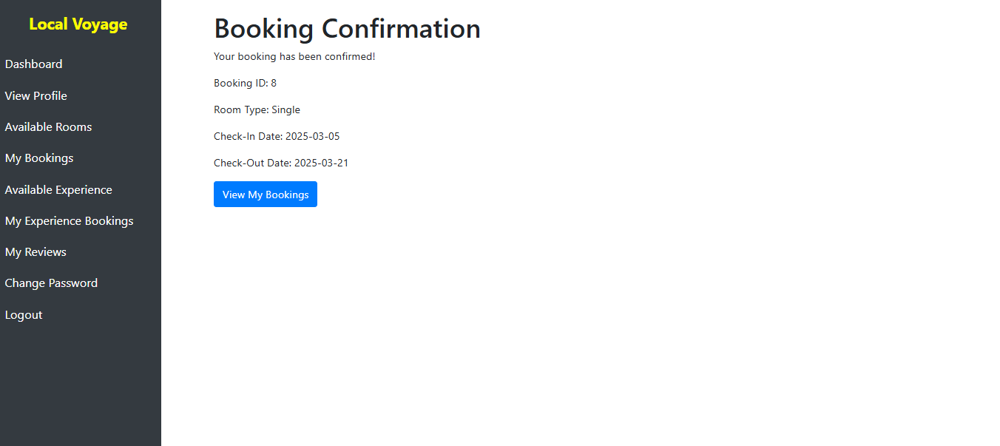 Local Voyage
Dashboard
View Profile
Available Rooms
My Bookings
Available Experience
My Experience Bookings
My Reviews
Change Password
Logout
Booking Confirmation
Your booking has been confirmed!
Booking ID: 8
Room Type: Single
Check-In Date: 2025-03-05
Check-Out Date: 2025-03-21
View My Bookings